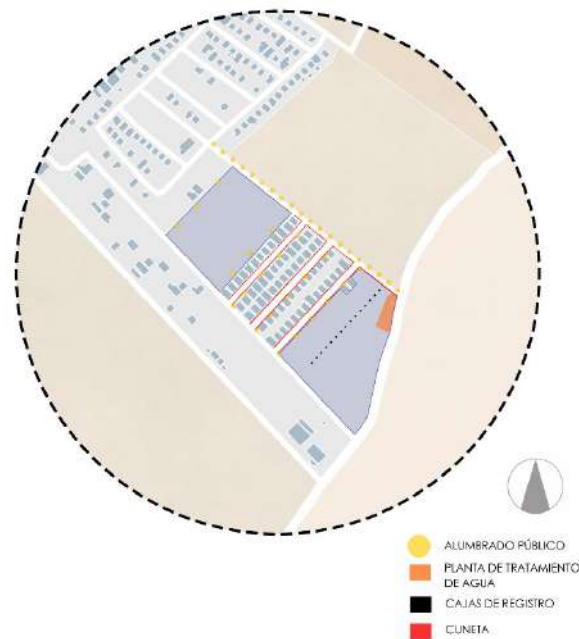 ALUMBRADO PÚBLICO
PLANTA DE TRATAMIENTO
DE AGUA
CAJAS DE REGISTRO
CUNETA